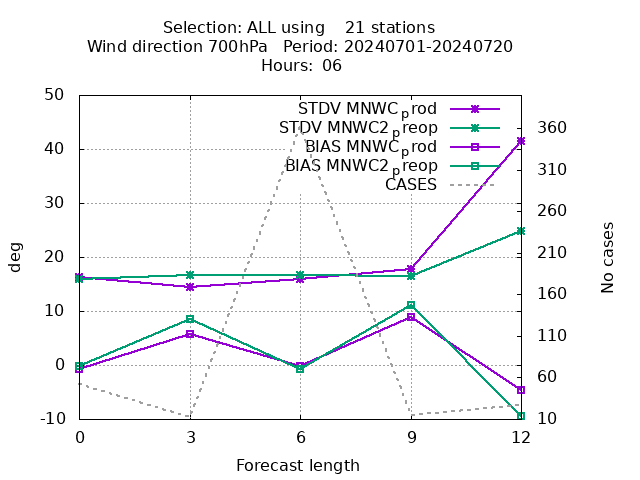 Selection: ALL using    21 stations
Wind direction 700hPa   Period: 20240701-20240720
Hours:  06
STDV MNWC_prod
STDV MNWC2_preop
BIAS MNWC_prod
BIAS MNWC2_preop
CASES
50
40
30
20
10
0
-10
deg
360
310
260
210
160
110
60
10
No cases
0 3 6 9 12
Forecast length